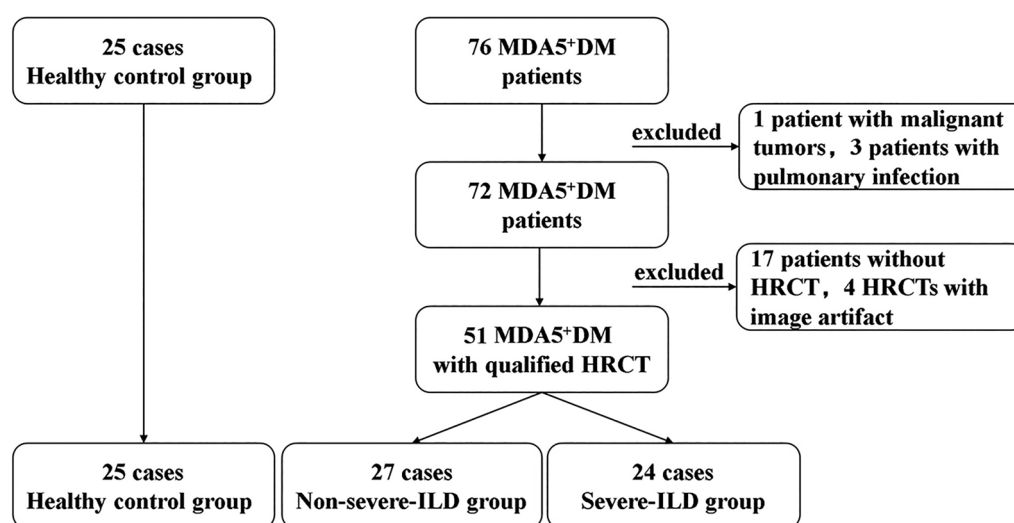 25 cases
Healthy control group
76 MDA5⁺DM
patients
excluded
1 patient with malignant
tumors，3 patients with
pulmonary infection
72 MDA5⁺DM
patients
excluded
17 patients without
HRCT，4 HRCTs with
image artifact
51 MDA5⁺DM
with qualified HRCT
25 cases
Healthy control group
27 cases
Non-severe-ILD group
24 cases
Severe-ILD group